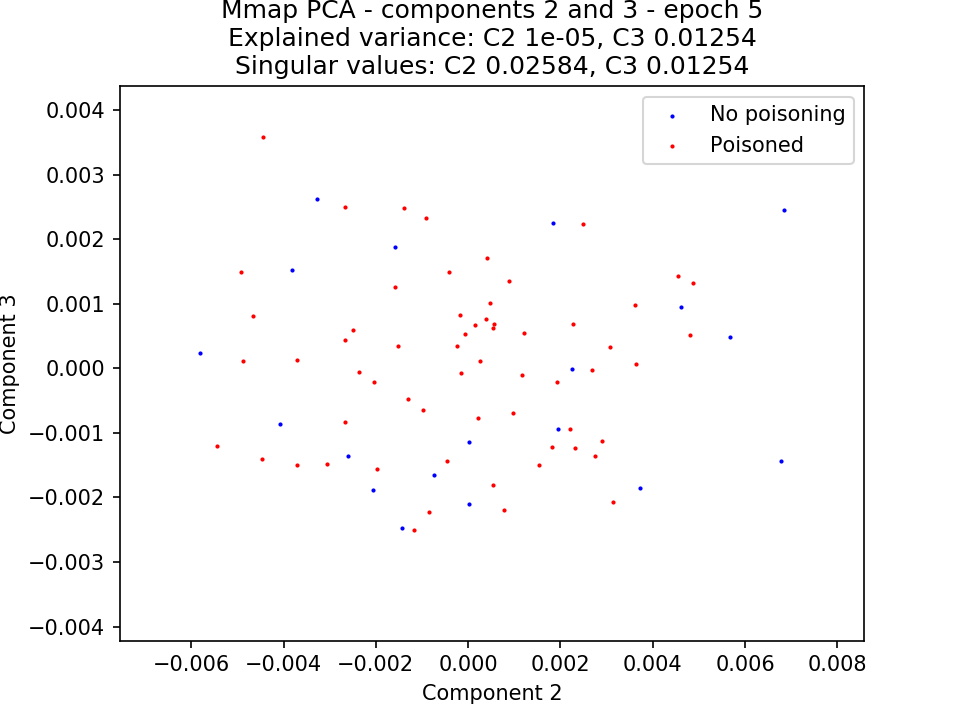 Mmap PCA - components 2 and 3 - epoch 5
Explained variance: C2 1e-05, C3 0.01254
Singular values: C2 0.02584, C3 0.01254
No poisoning
Poisoned
0.004
0.003
0.002
0.001
0.000
−0.001
−0.002
−0.003
−0.004
Component 3
−0.006
−0.004
−0.002
0.000
0.002
0.004
0.006
0.008
Component 2